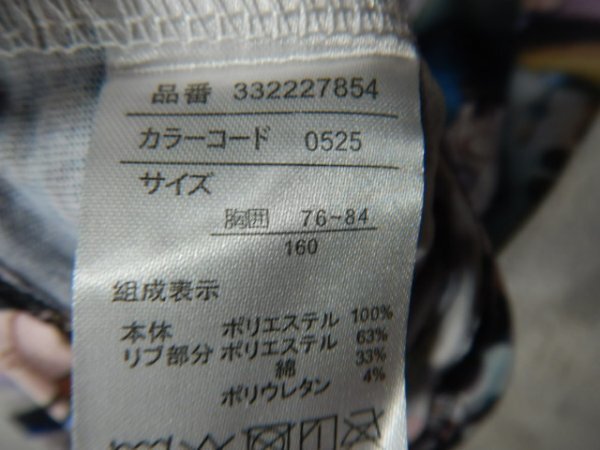 品番 332227854
カラーコード 0525
サイズ
胸囲 76~84
160
組成表示
本体 ポリエステル 100%
リブ部分 ポリエステル 63%
綿 33%
ポリウレタン 4%